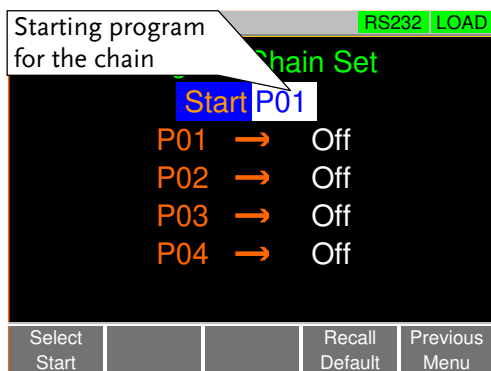 Starting program
for the chain
RS232 LOAD
Chain Set
Start P01
P01 → Off
P02 → Off
P03 → Off
P04 → Off
Select Start
Recall Default
Previous Menu